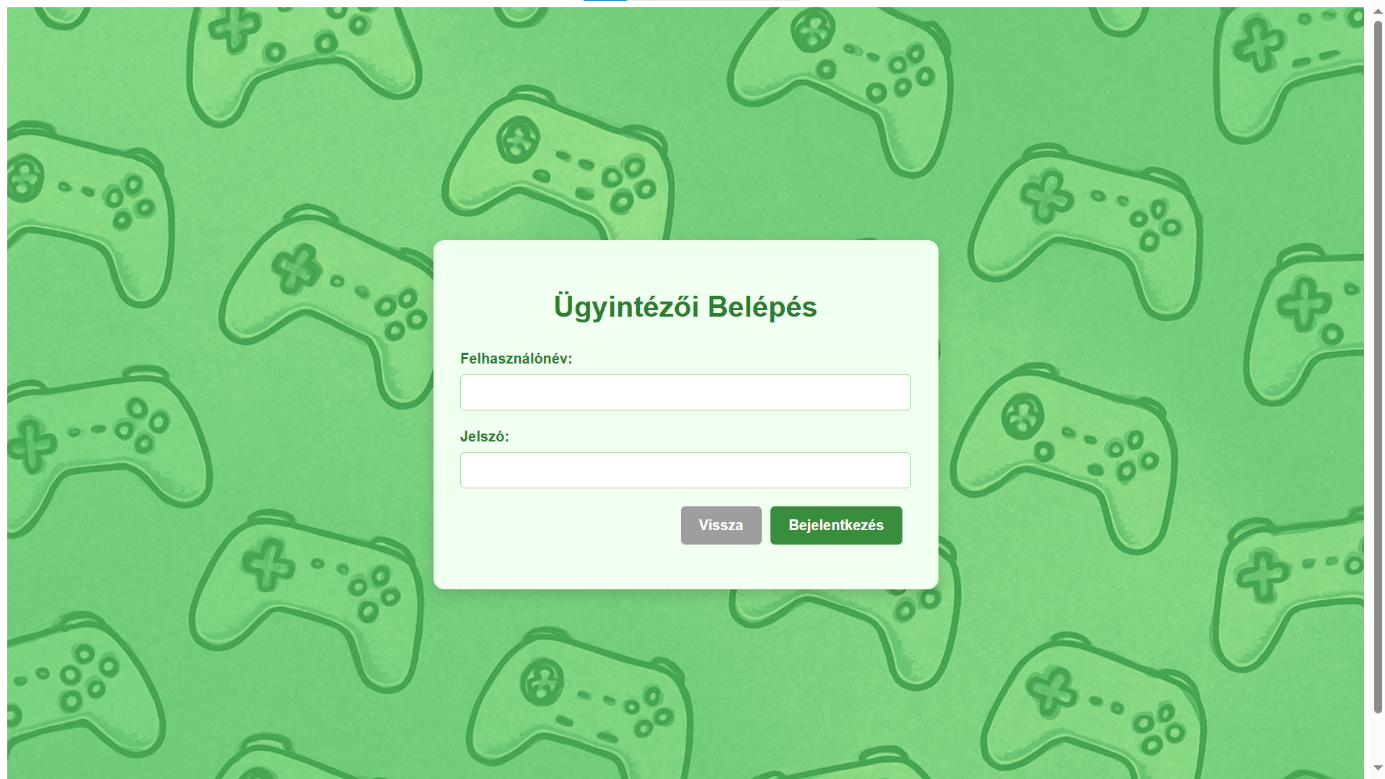 Ügyintézői Belépés
Felhasználónév:
Jelszó:
Vissza Bejelentkezés